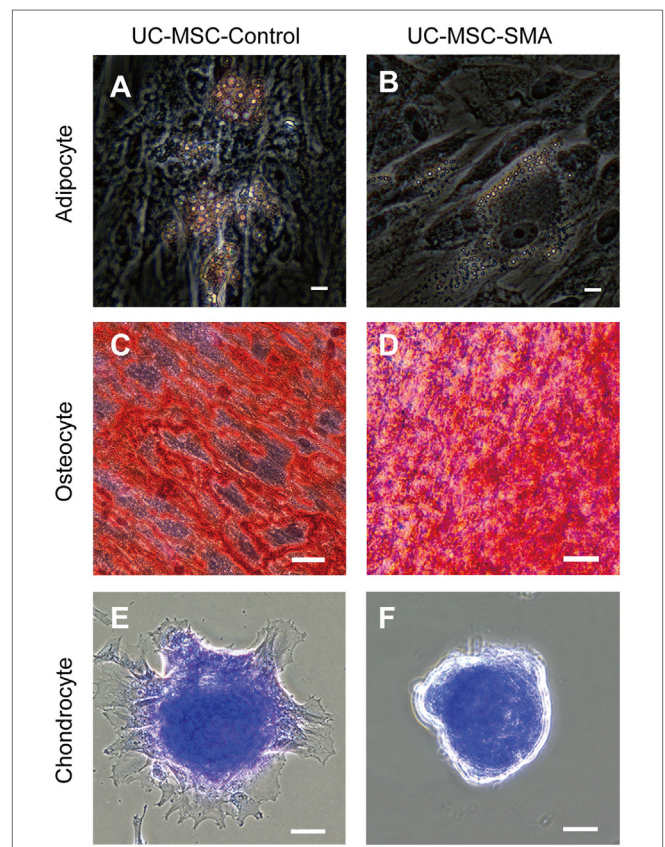 UC-MSC-Control UC-MSC-SMA
Adipocyte
A B
Osteocyte
C D
Chondrocyte
E F